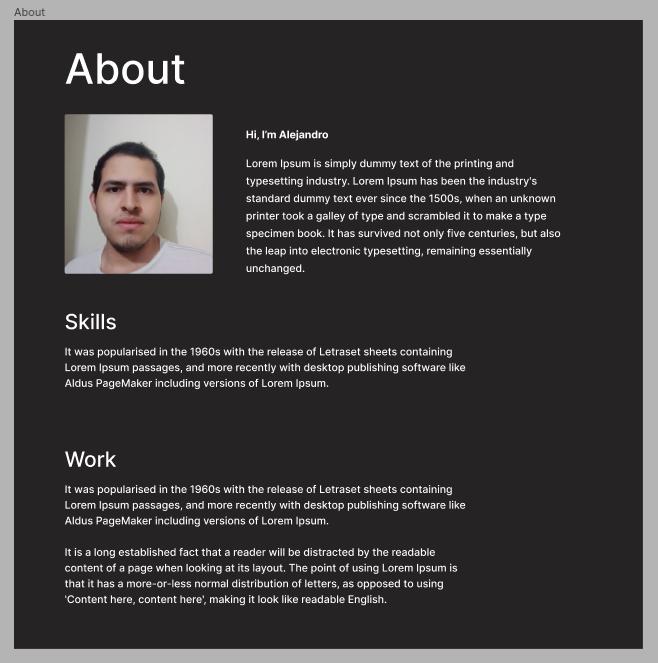 About
About
Hi, I'm Alejandro
Lorem Ipsum is simply dummy text of the printing and
typesetting industry. Lorem Ipsum has been the industry's
standard dummy text ever since the 1500s, when an unknown
printer took a galley of type and scrambled it to make a type
specimen book. It has survived not only five centuries, but also
the leap into electronic typesetting, remaining essentially
unchanged.
Skills
It was popularised in the 1960s with the release of Letraset sheets containing
Lorem Ipsum passages, and more recently with desktop publishing software like
Aldus PageMaker including versions of Lorem Ipsum.
Work
It was popularised in the 1960s with the release of Letraset sheets containing
Lorem Ipsum passages, and more recently with desktop publishing software like
Aldus PageMaker including versions of Lorem Ipsum.
It is a long established fact that a reader will be distracted by the readable
content of a page when looking at its layout. The point of using Lorem Ipsum is
that it has a more-or-less normal distribution of letters, as opposed to using
'Content here, content here', making it look like readable English.